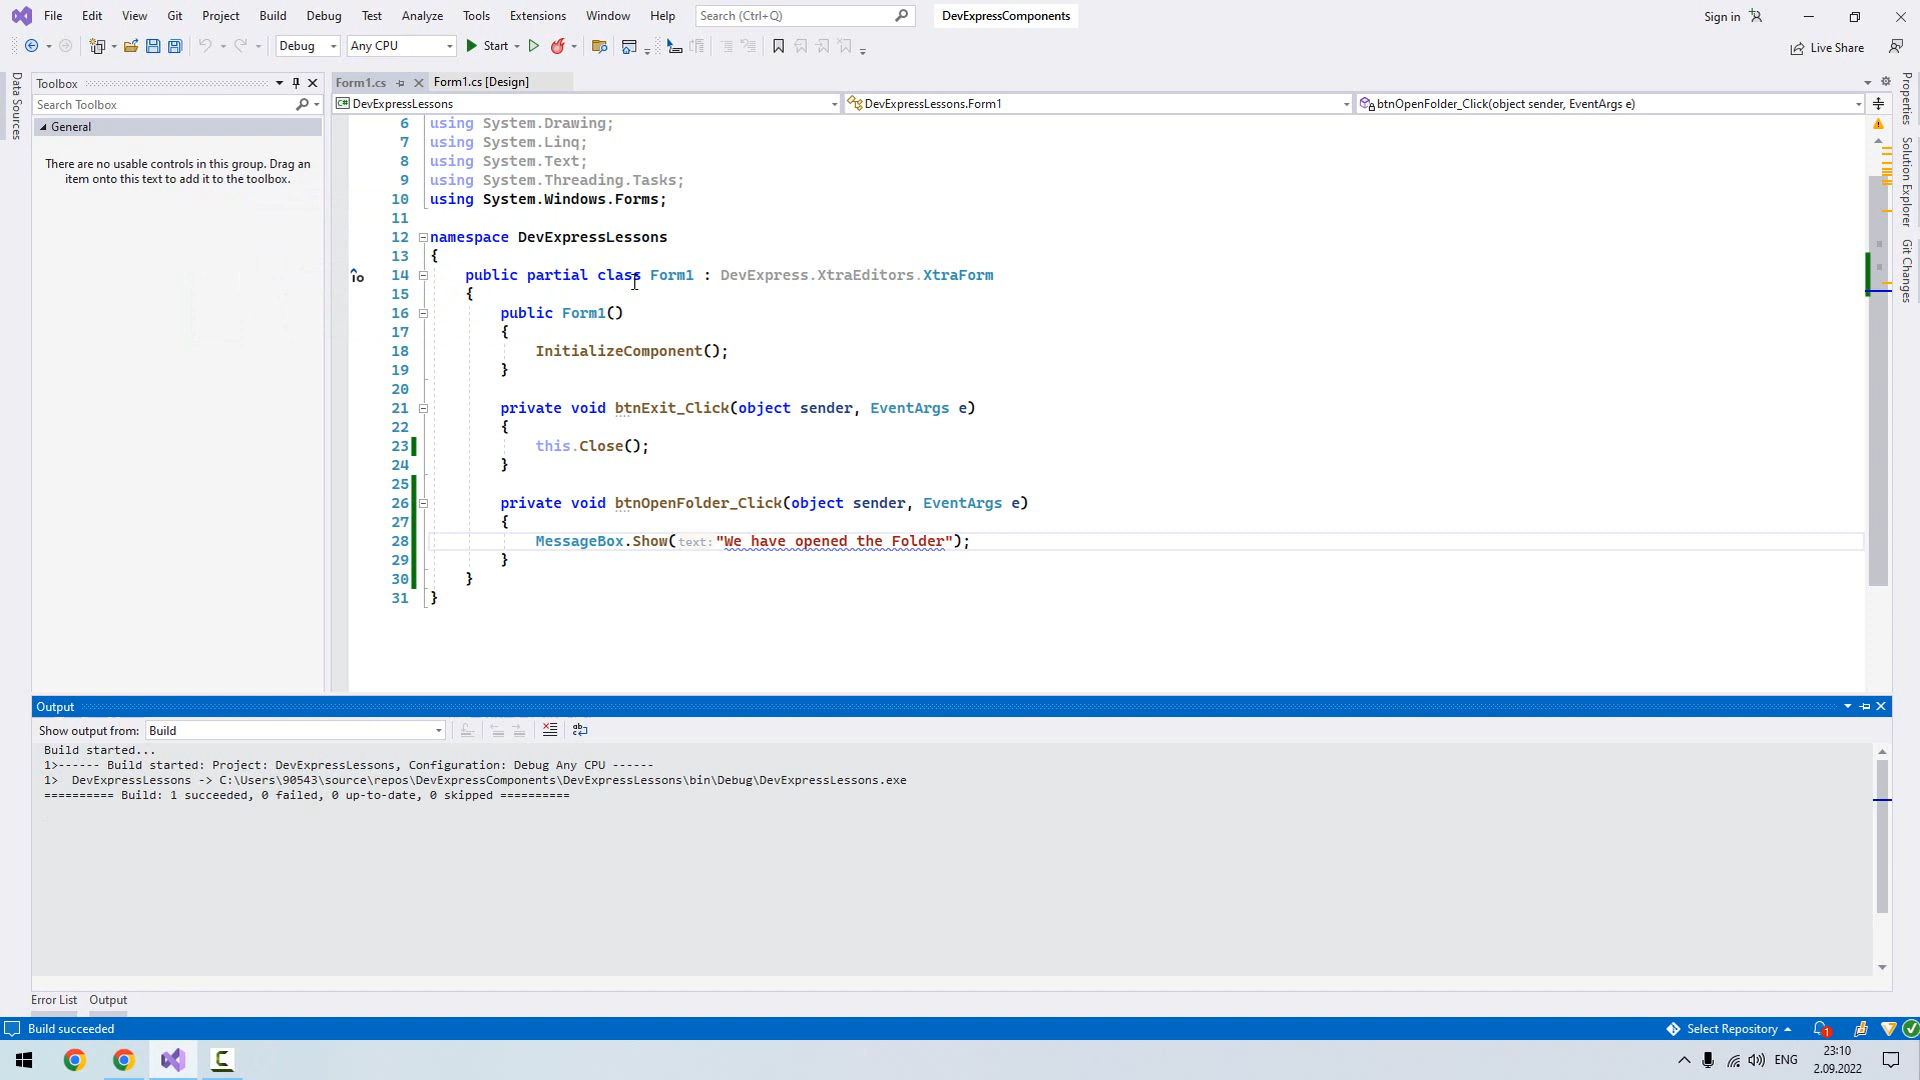 File Edit View Git Project Build Debug Test Analyze Tools Extensions Window Help Search (Ctrl+Q) DevExpressComponents Sign in
Debug Any CPU Start Live Share
Data Sources
Toolbox
Search Toolbox
General
There are no usable controls in this group. Drag an
item onto this text to add it to the toolbox.
Form1.cs Form1.cs [Design]
DevExpressLessons DevExpressLessons.Form1 btnOpenFolder_Click(object sender, EventArgs e)
6 using System.Drawing;
7 using System.Linq;
8 using System.Text;
9 using System.Threading.Tasks;
10 using System.Windows.Forms;
11
12 namespace DevExpressLessons
13 {
14 public partial class Form1 : DevExpress.XtraEditors.XtraForm
15 {
16 public Form1()
17 {
18 InitializeComponent();
19 }
20
21 private void btnExit_Click(object sender, EventArgs e)
22 {
23 this.Close();
24 }
25
26 private void btnOpenFolder_Click(object sender, EventArgs e)
27 {
28 MessageBox.Show(text:"We have opened the Folder");
29 }
30 }
31 }
Properties
Solution Explorer
Git Changes
Output
Show output from: Build
Build started...
1>------ Build started: Project: DevExpressLessons, Configuration: Debug Any CPU ------
1>  DevExpressLessons -> C:\Users\90543\source\repos\DevExpressComponents\DevExpressLessons\bin\Debug\DevExpressLessons.exe
========== Build: 1 succeeded, 0 failed, 0 up-to-date, 0 skipped ==========
Error List Output
Build succeeded Select Repository 1
ENG 23:10
2.09.2022